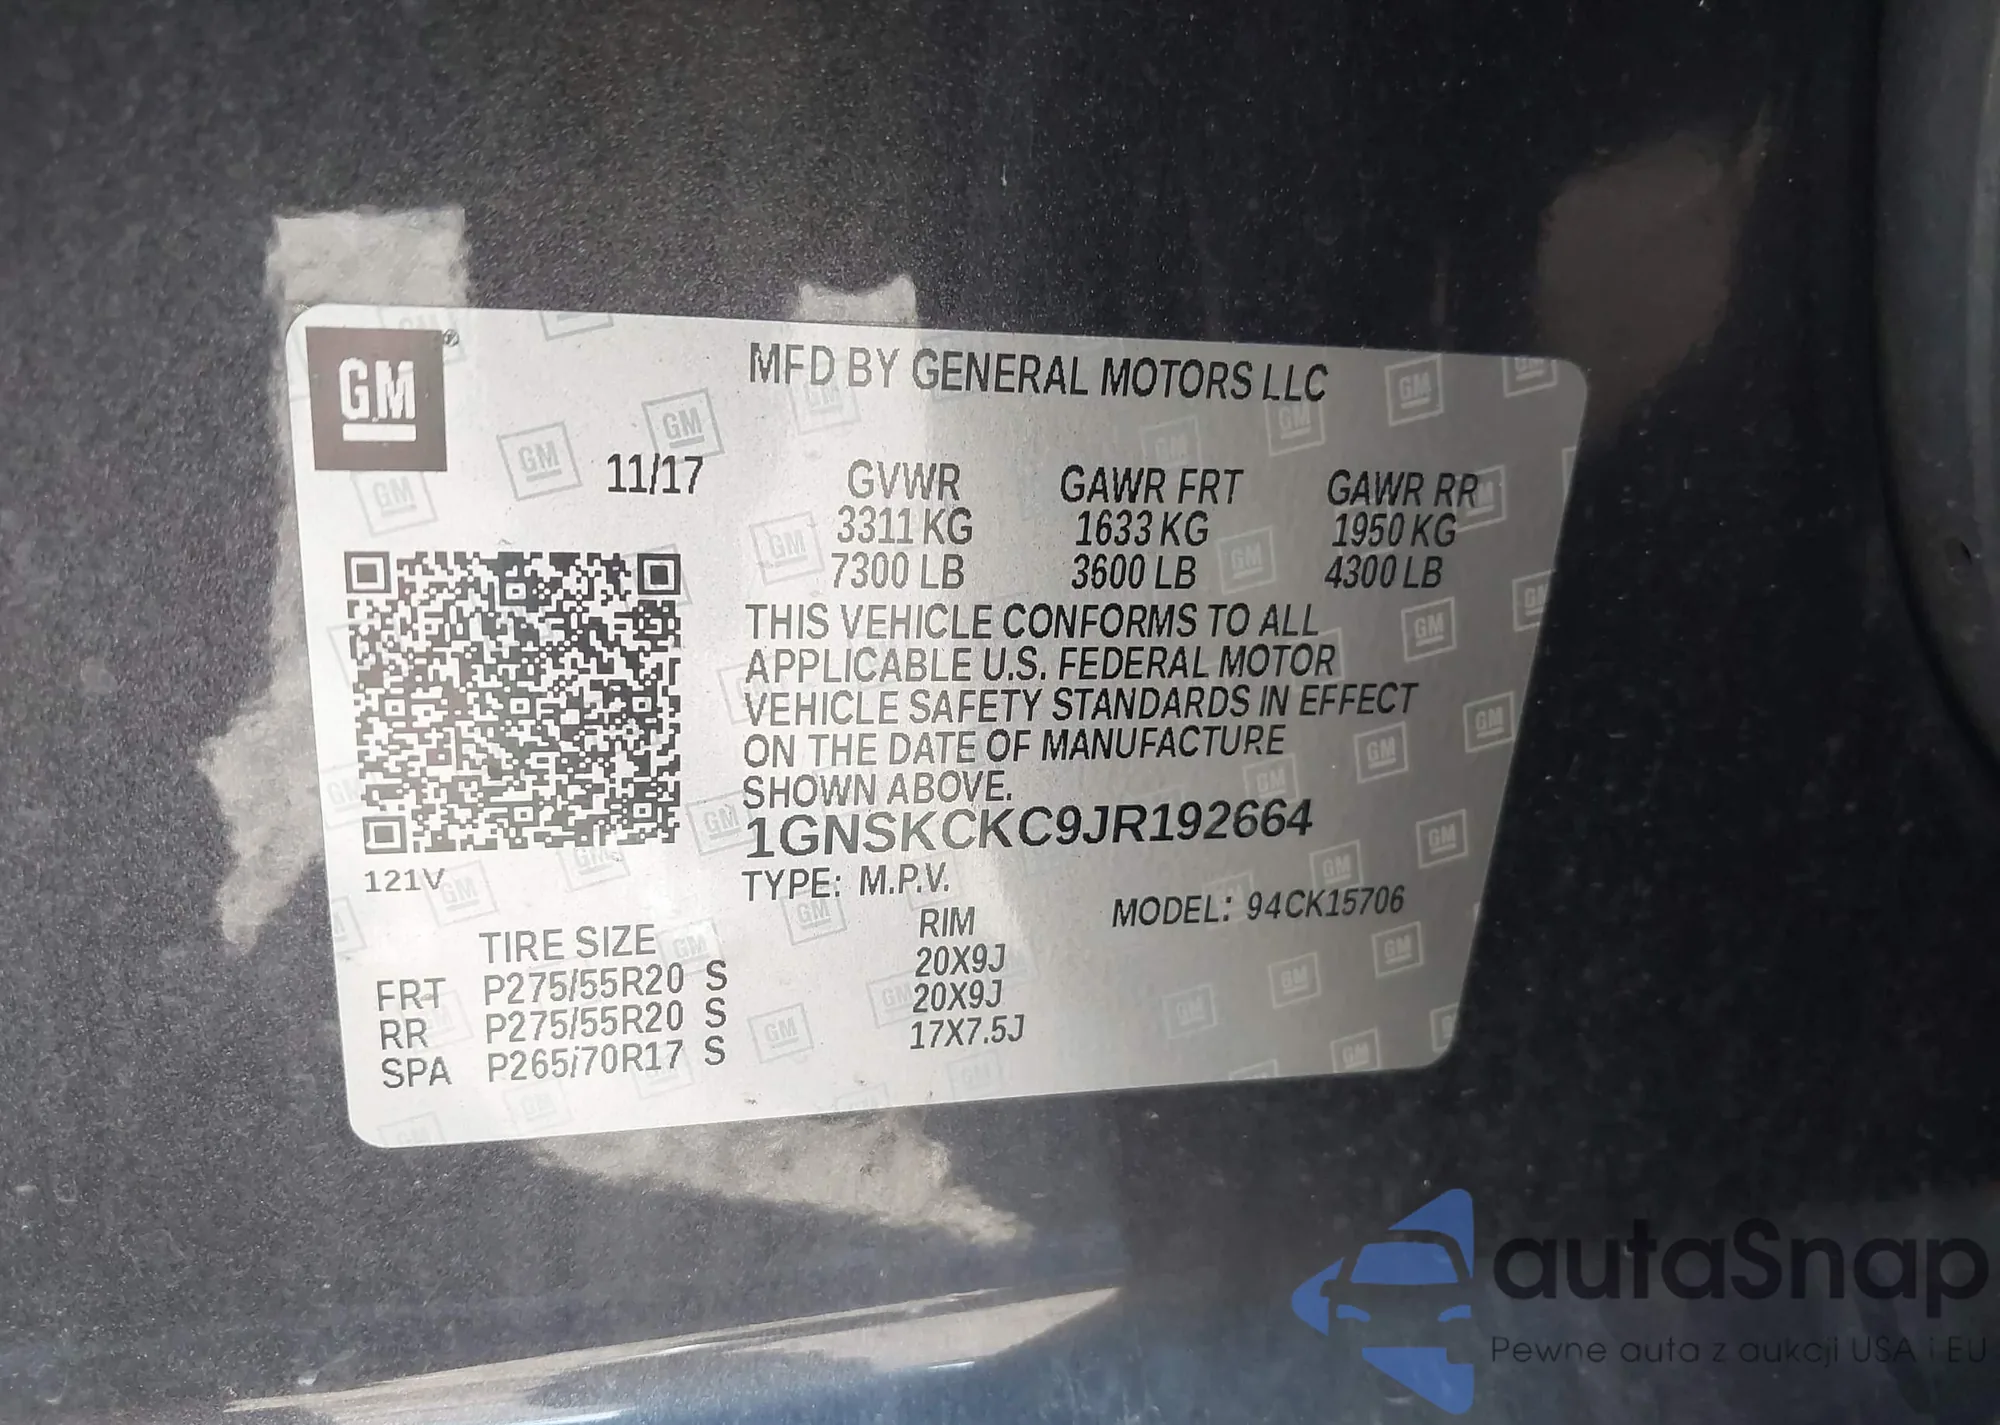 GM®
MFD BY GENERAL MOTORS LLC
11/17
GVWR GAWR FRT GAWR RR
3311 KG 1633 KG 1950 KG
7300 LB 3600 LB 4300 LB
THIS VEHICLE CONFORMS TO ALL
APPLICABLE U.S. FEDERAL MOTOR
VEHICLE SAFETY STANDARDS IN EFFECT
ON THE DATE OF MANUFACTURE
SHOWN ABOVE.
1GNSKCKC9JR192664
121V
TYPE: M.P.V. MODEL: 94CK15706
TIRE SIZE RIM
FRT P275/55R20 S 20X9J
RR P275/55R20 S 20X9J
SPA P265/70R17 S 17X7.5J
autaSnap
Pewne auta z aukcji USA i EU